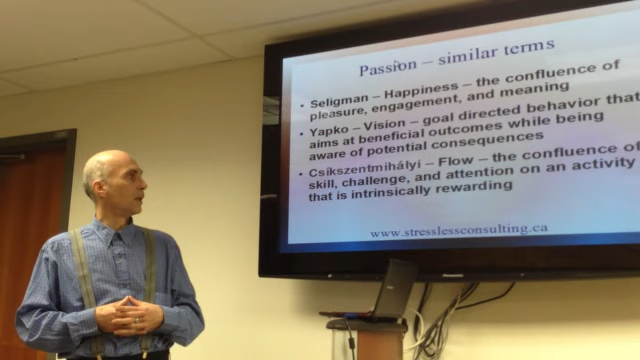 Passion – similar terms
• Seligman – Happiness – the confluence of
pleasure, engagement, and meaning
• Yapko – Vision – goal directed behavior that
aims at beneficial outcomes while being
aware of potential consequences
• Csíkszentmihályi – Flow – the confluence of
skill, challenge, and attention on an activity
that is intrinsically rewarding
www.stresslessconsulting.ca
Panasonic